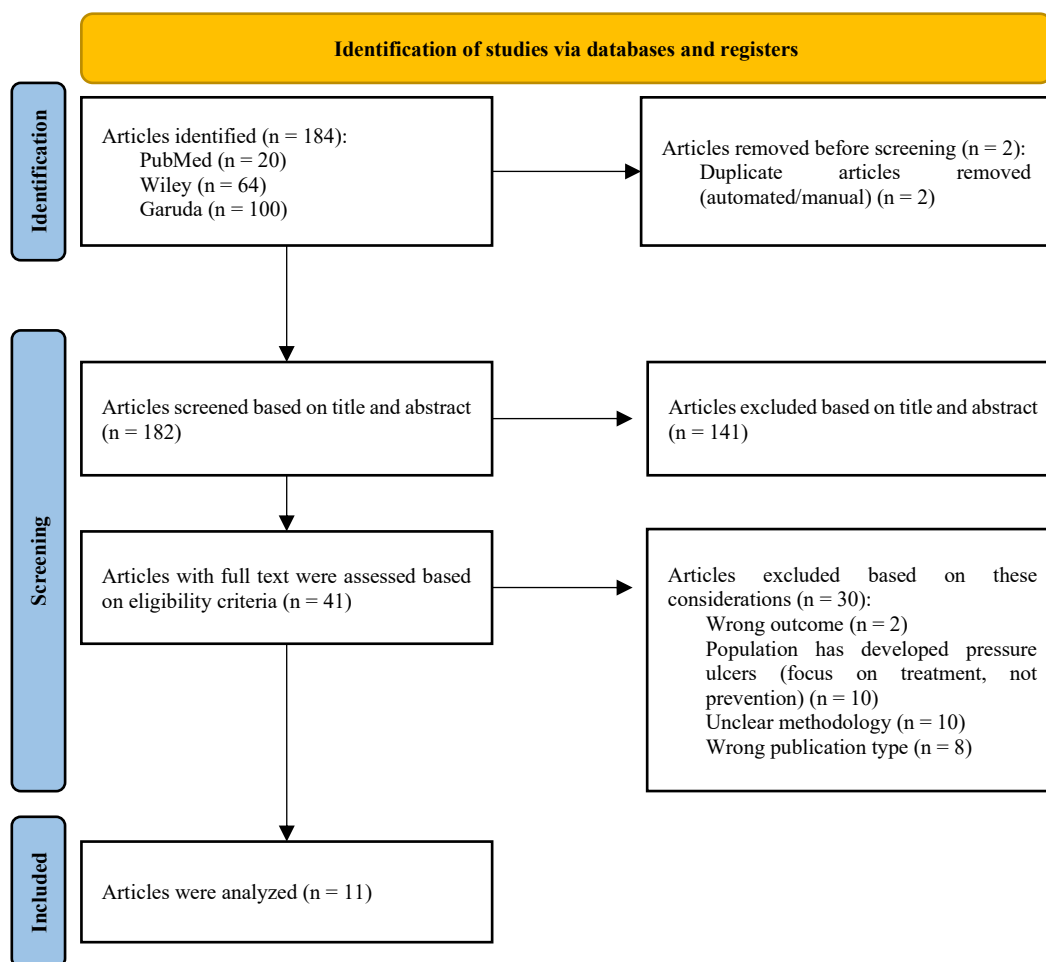 Identification of studies via databases and registers
Identification
Articles identified (n = 184):
PubMed (n = 20)
Wiley (n = 64)
Garuda (n = 100)
Articles removed before screening (n = 2):
Duplicate articles removed
(automated/manual) (n = 2)
Screening
Articles screened based on title and abstract
(n = 182)
Articles excluded based on title and abstract
(n = 141)
Articles with full text were assessed based
on eligibility criteria (n = 41)
Articles excluded based on these
considerations (n = 30):
Wrong outcome (n = 2)
Population has developed pressure
ulcers (focus on treatment, not
prevention) (n = 10)
Unclear methodology (n = 10)
Wrong publication type (n = 8)
Included
Articles were analyzed (n = 11)